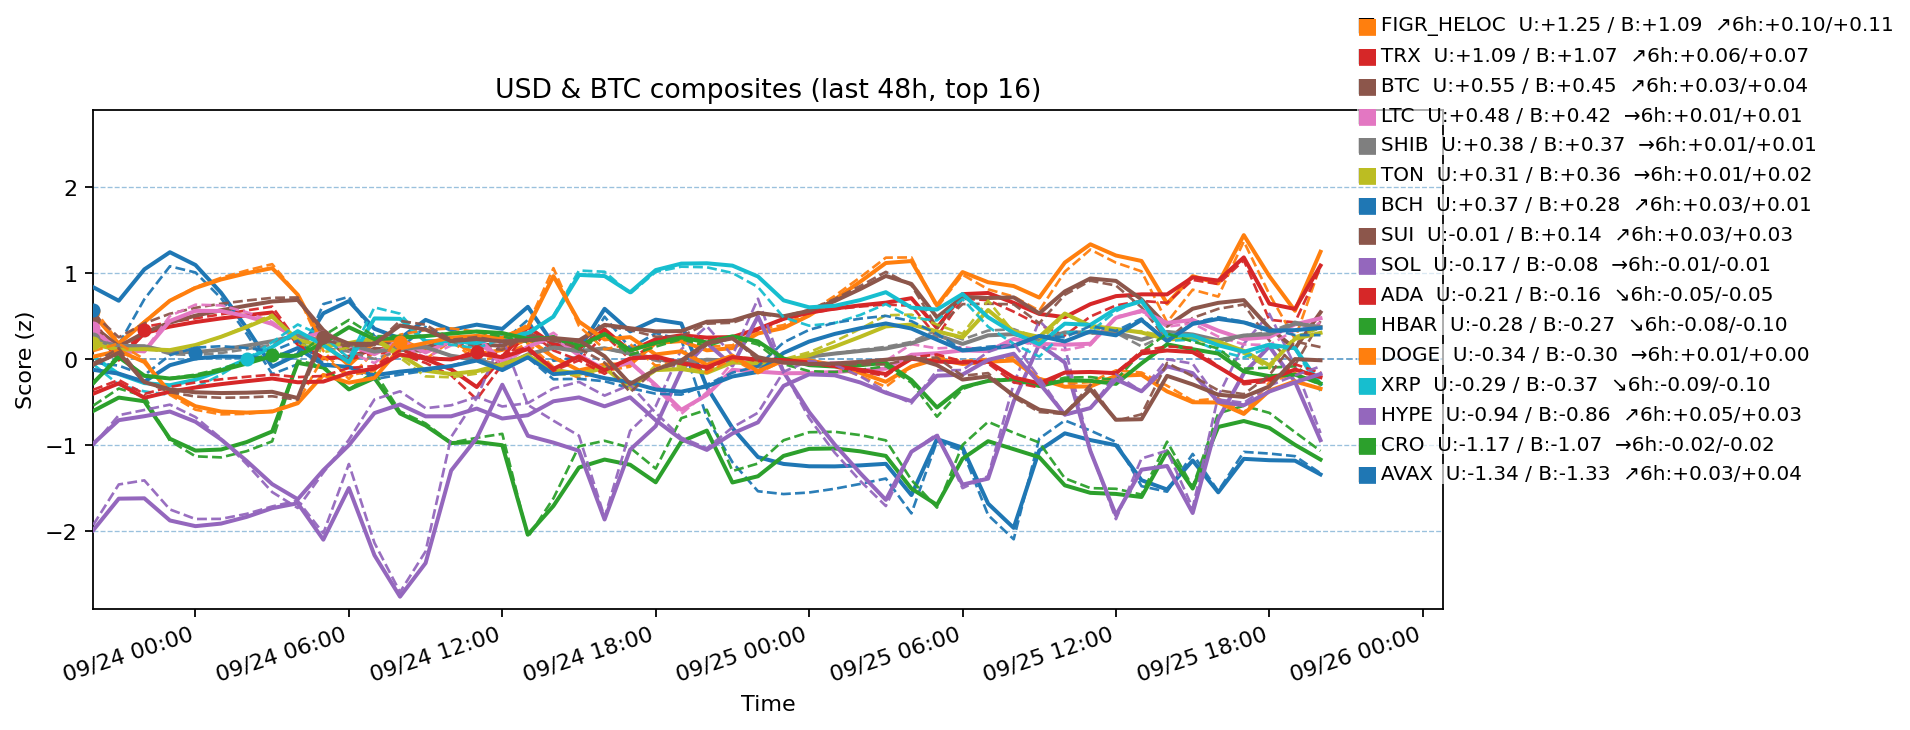 FIGR_HELOC U:+1.25 / B:+1.09 ↗6h:+0.10/+0.11
TRX U:+1.09 / B:+1.07 ↗6h:+0.06/+0.07
USD & BTC composites (last 48h, top 16)
BTC U:+0.55 / B:+0.45 ↗6h:+0.03/+0.04
LTC U:+0.48 / B:+0.42 →6h:+0.01/+0.01
SHIB U:+0.38 / B:+0.37 →6h:+0.01/+0.01
TON U:+0.31 / B:+0.36 →6h:+0.01/+0.02
BCH U:+0.37 / B:+0.28 ↗6h:+0.03/+0.01
SUI U:-0.01 / B:+0.14 ↗6h:+0.03/+0.03
SOL U:-0.17 / B:-0.08 →6h:-0.01/-0.01
ADA U:-0.21 / B:-0.16 ↘6h:-0.05/-0.05
HBAR U:-0.28 / B:-0.27 ↘6h:-0.08/-0.10
DOGE U:-0.34 / B:-0.30 →6h:+0.01/+0.00
XRP U:-0.29 / B:-0.37 ↘6h:-0.09/-0.10
HYPE U:-0.94 / B:-0.86 ↗6h:+0.05/+0.03
CRO U:-1.17 / B:-1.07 →6h:-0.02/-0.02
AVAX U:-1.34 / B:-1.33 ↗6h:+0.03/+0.04
Score (z)
2
1
0
−1
−2
09/24 00:00
09/24 06:00
09/24 12:00
09/24 18:00
09/25 00:00
09/25 06:00
09/25 12:00
09/25 18:00
09/26 00:00
Time